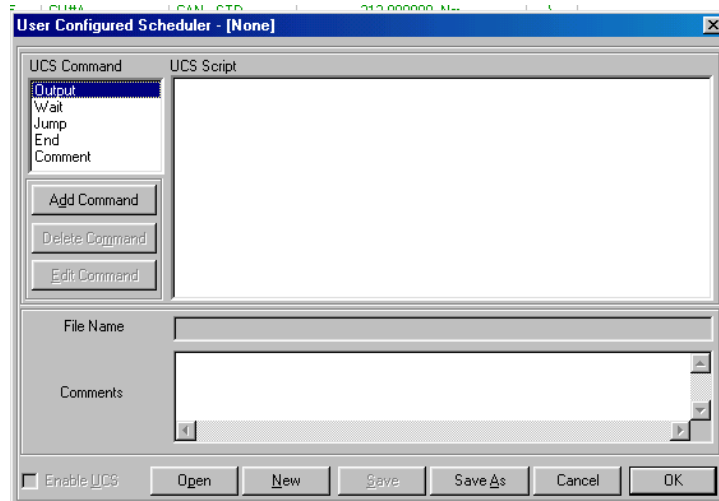 User Configured Scheduler - [None]
UCS Command
UCS Script
Output
Wait
Jump
End
Comment
Add Command
Delete Command
Edit Command
File Name
Comments
Enable UCS
Open
New
Save
Save As
Cancel
OK